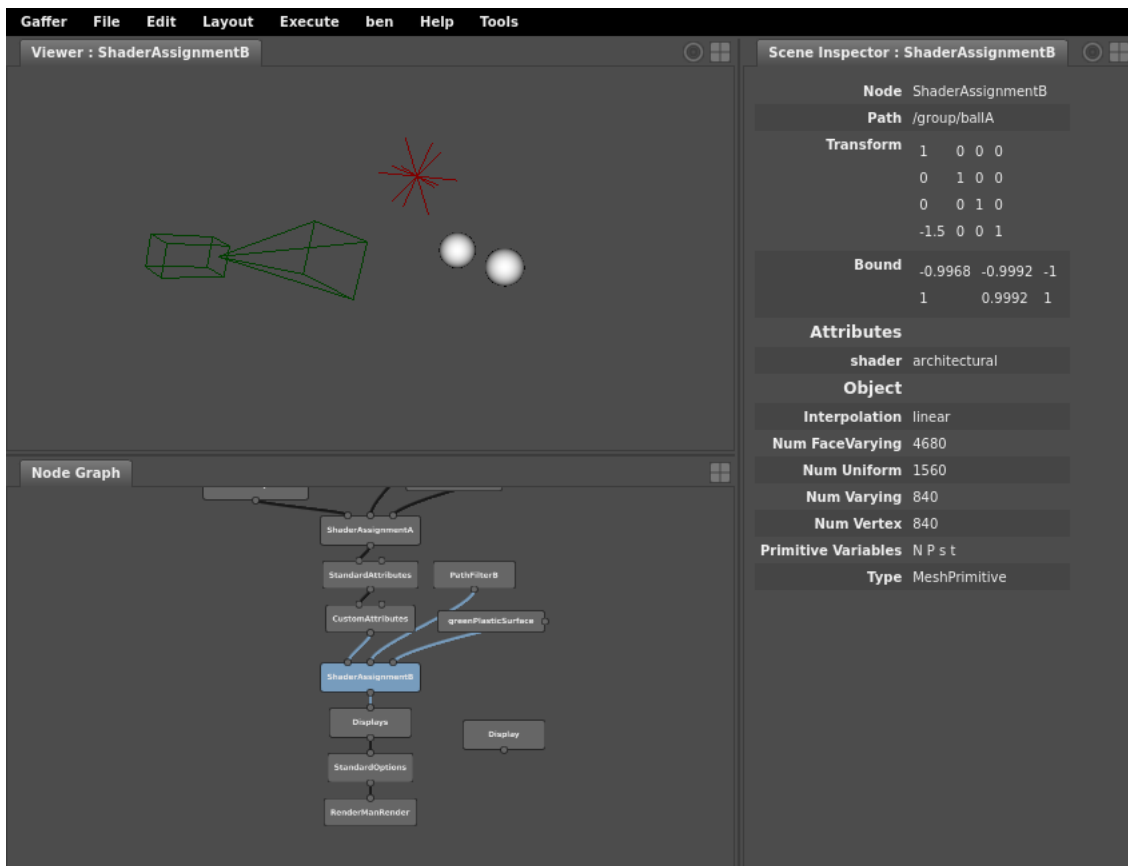 Gaffer File Edit Layout Execute ben Help Tools
Viewer : ShaderAssignmentB
Node Graph
ShaderAssignmentA
StandardAttributes PathFilterB
CustomAttributes greenPlasticSurface
ShaderAssignmentB
Displays Display
StandardOptions
RenderManRender
Scene Inspector : ShaderAssignmentB
Node ShaderAssignmentB
Path /group/ballA
Transform 1 0 0 0
0 1 0 0
0 0 1 0
-1.5 0 0 1
Bound -0.9968 -0.9992 -1
1 0.9992 1
Attributes
shader architectural
Object
Interpolation linear
Num FaceVarying 4680
Num Uniform 1560
Num Varying 840
Num Vertex 840
Primitive Variables N P s t
Type MeshPrimitive